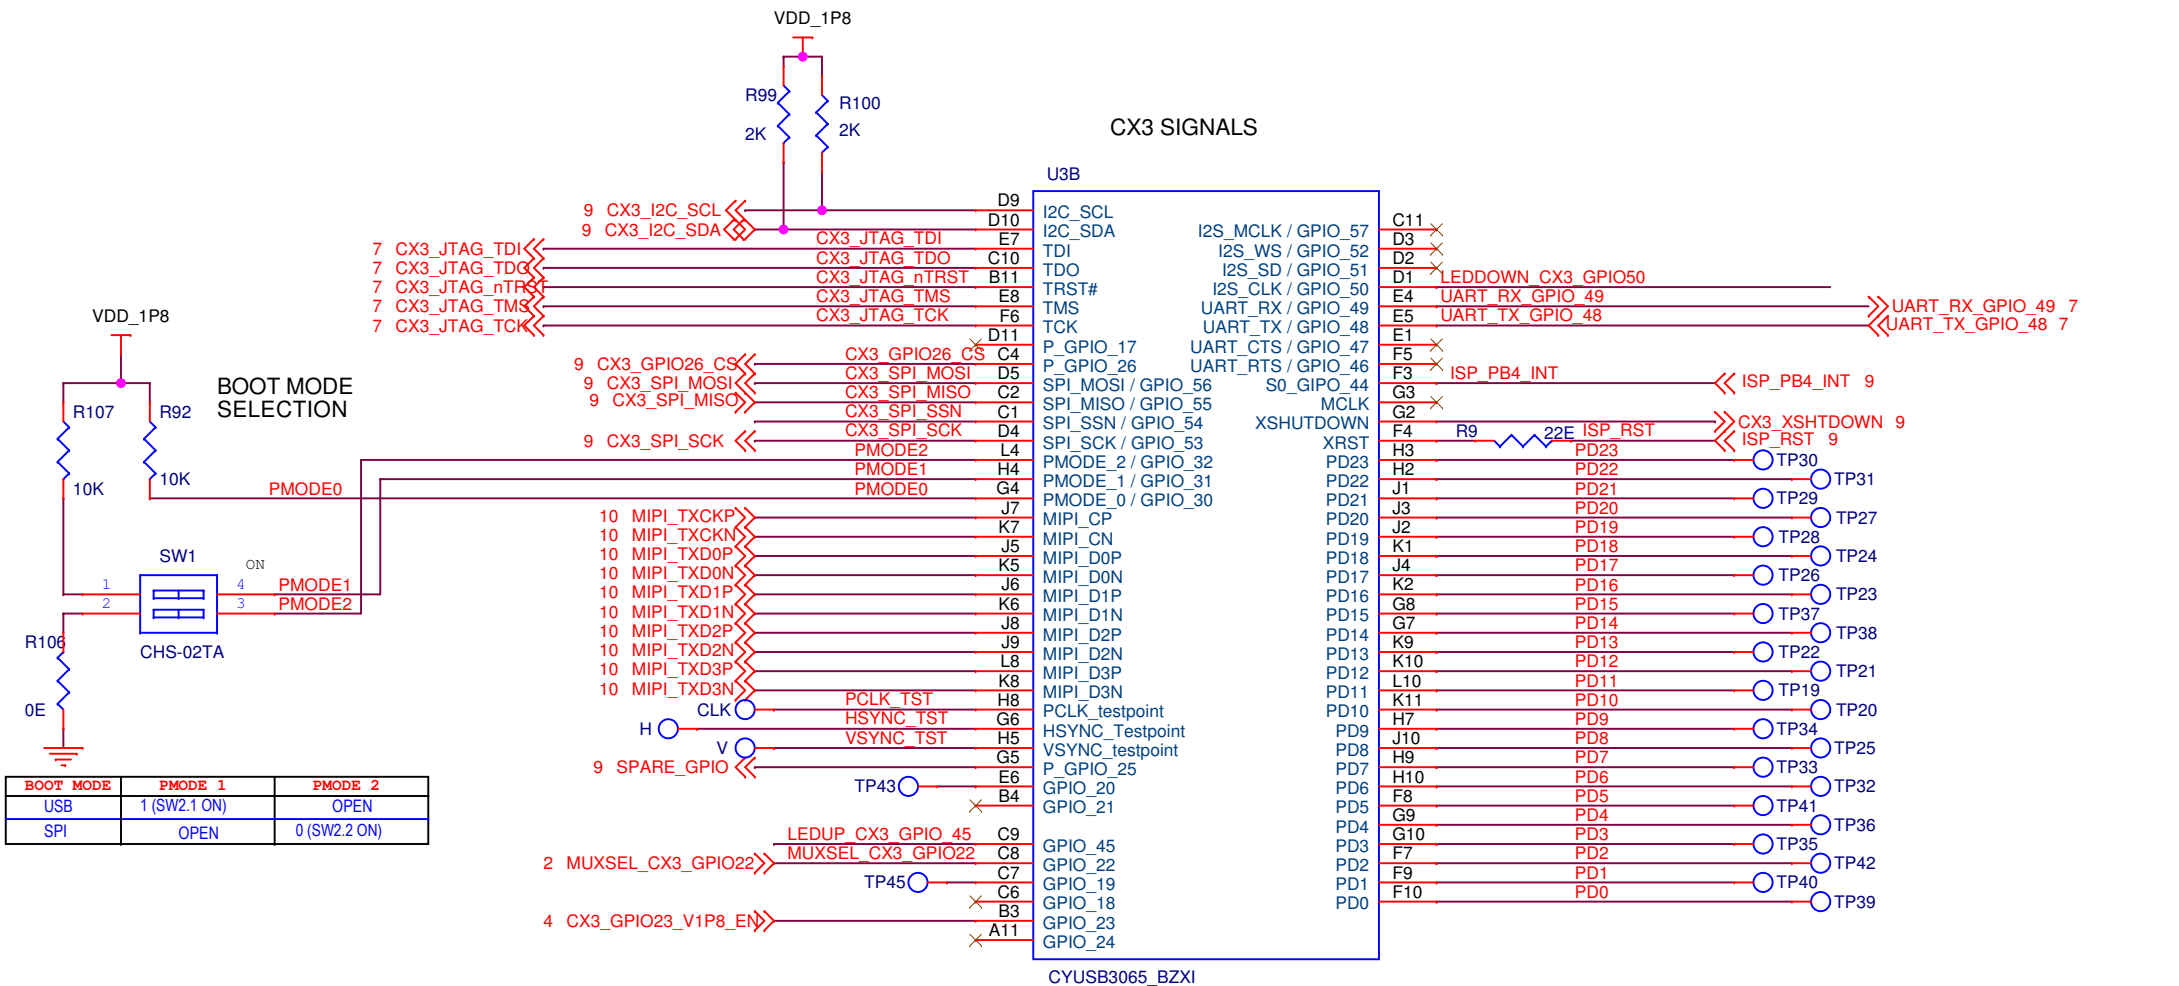 VDD_1P8
R99
2K
R100
2K
CX3 SIGNALS
U3B
9 CX3_I2C_SCL D9 I2C_SCL
9 CX3_I2C_SDA D10 I2C_SDA
7 CX3_JTAG_TDI CX3_JTAG_TDI E7 TDI
7 CX3_JTAG_TDO CX3_JTAG_TDO C10 TDO
7 CX3_JTAG_nTRST CX3_JTAG_nTRST B11 TRST#
7 CX3_JTAG_TMS CX3_JTAG_TMS E8 TMS
7 CX3_JTAG_TCK CX3_JTAG_TCK F6 TCK
D11 P_GPIO_17
9 CX3_GPIO26_CS CX3_GPIO26_CS C4 P_GPIO_26
9 CX3_SPI_MOSI CX3_SPI_MOSI D5 SPI_MOSI / GPIO_56
9 CX3_SPI_MISO CX3_SPI_MISO C2 SPI_MISO / GPIO_55
CX3_SPI_SSN C1 SPI_SSN / GPIO_54
9 CX3_SPI_SCK CX3_SPI_SCK D4 SPI_SCK / GPIO_53
PMODE2 L4 PMODE_2 / GPIO_32
PMODE1 H4 PMODE_1 / GPIO_31
PMODE0 PMODE0 G4 PMODE_0 / GPIO_30
10 MIPI_TXCKP J7 MIPI_CP
10 MIPI_TXCKN K7 MIPI_CN
10 MIPI_TXD0P J5 MIPI_D0P
10 MIPI_TXD0N K5 MIPI_D0N
10 MIPI_TXD1P J6 MIPI_D1P
10 MIPI_TXD1N K6 MIPI_D1N
10 MIPI_TXD2P J8 MIPI_D2P
10 MIPI_TXD2N J9 MIPI_D2N
10 MIPI_TXD3P L8 MIPI_D3P
10 MIPI_TXD3N K8 MIPI_D3N
CLK PCLK_TST H8 PCLK_testpoint
H HSYNC_TST G6 HSYNC_Testpoint
V VSYNC_TST H5 VSYNC_testpoint
9 SPARE_GPIO G5 P_GPIO_25
TP43 E6 GPIO_20
B4 GPIO_21
LEDUP_CX3_GPIO_45 C9 GPIO_45
2 MUXSEL_CX3_GPIO22 MUXSEL_CX3_GPIO22 C8 GPIO_22
TP45 C7 GPIO_19
C6 GPIO_18
4 CX3_GPIO23_V1P8_EN B3 GPIO_23
A11 GPIO_24
I2S_MCLK / GPIO_57 C11
I2S_WS / GPIO_52 D3
I2S_SD / GPIO_51 D2
I2S_CLK / GPIO_50 D1 LEDDOWN_CX3_GPIO50
UART_RX / GPIO_49 E4 UART_RX_GPIO_49 UART_RX_GPIO_49 7
UART_TX / GPIO_48 E5 UART_TX_GPIO_48 UART_TX_GPIO_48 7
UART_CTS / GPIO_47 E1
UART_RTS / GPIO_46 F5
S0_GIPO_44 F3 ISP_PB4_INT ISP_PB4_INT 9
MCLK G3
XSHUTDOWN G2 CX3_XSHTDOWN 9
XRST F4 R9 22E ISP_RST ISP_RST 9
PD23 H3 PD23 TP30
PD22 H2 PD22 TP31
PD21 J1 PD21 TP29
PD20 J3 PD20 TP27
PD19 J2 PD19 TP28
PD18 K1 PD18 TP24
PD17 J4 PD17 TP26
PD16 K2 PD16 TP23
PD15 G8 PD15 TP37
PD14 G7 PD14 TP38
PD13 K9 PD13 TP22
PD12 K10 PD12 TP21
PD11 L10 PD11 TP19
PD10 K11 PD10 TP20
PD9 H7 PD9 TP34
PD8 J10 PD8 TP25
PD7 H9 PD7 TP33
PD6 H10 PD6 TP32
PD5 F8 PD5 TP41
PD4 G9 PD4 TP36
PD3 G10 PD3 TP35
PD2 F7 PD2 TP42
PD1 F9 PD1 TP40
PD0 F10 PD0 TP39
CYUSB3065_BZXI
VDD_1P8
BOOT MODE
SELECTION
R107
10K
R92
10K
SW1
ON
1 4 PMODE1
2 3 PMODE2
CHS-02TA
R106
0E
BOOT MODE PMODE 1 PMODE 2
USB 1 (SW2.1 ON) OPEN
SPI OPEN 0 (SW2.2 ON)